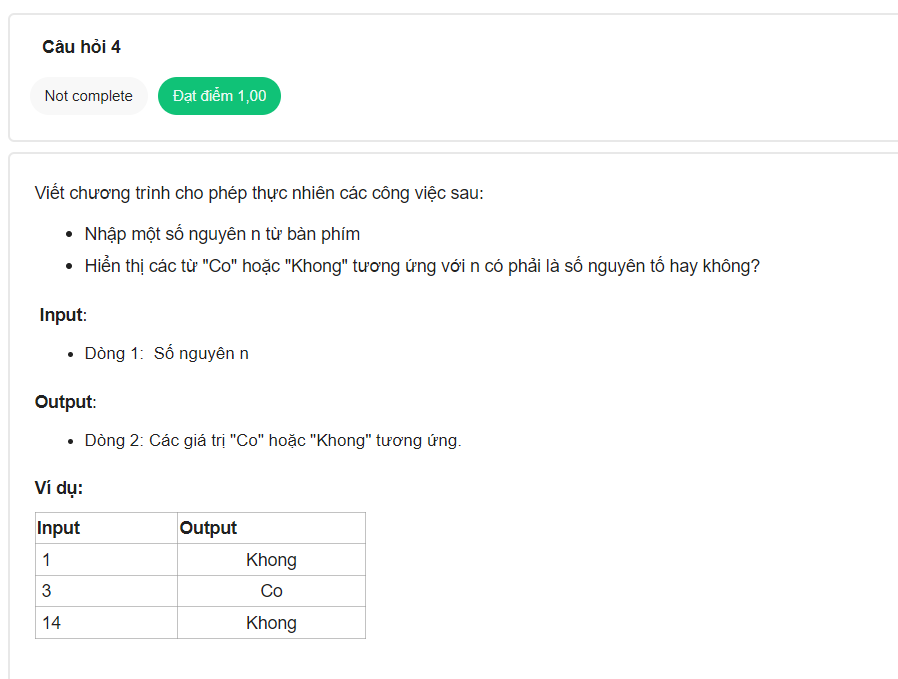 Câu hỏi 4
Not complete
Đạt điểm 1,00
Viết chương trình cho phép thực nhiên các công việc sau:
Nhập một số nguyên n từ bàn phím
Hiển thị các từ "Co" hoặc "Khong" tương ứng với n có phải là số nguyên tố hay không?
Input:
Dòng 1: Số nguyên n
Output:
Dòng 2: Các giá trị "Co" hoặc "Khong" tương ứng.
Ví dụ:
Input Output
1 Khong
3 Co
14 Khong